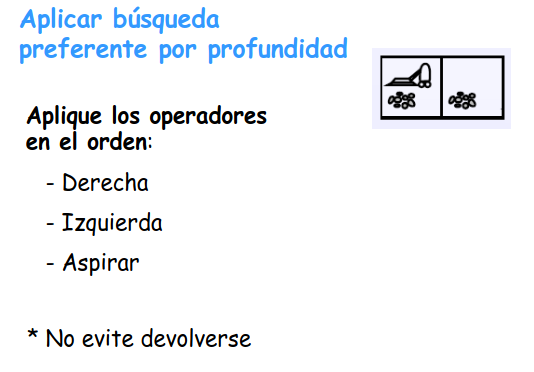 Aplicar búsqueda
preferente por profundidad
Aplique los operadores
en el orden:
- Derecha
- Izquierda
- Aspirar
* No evite devolverse